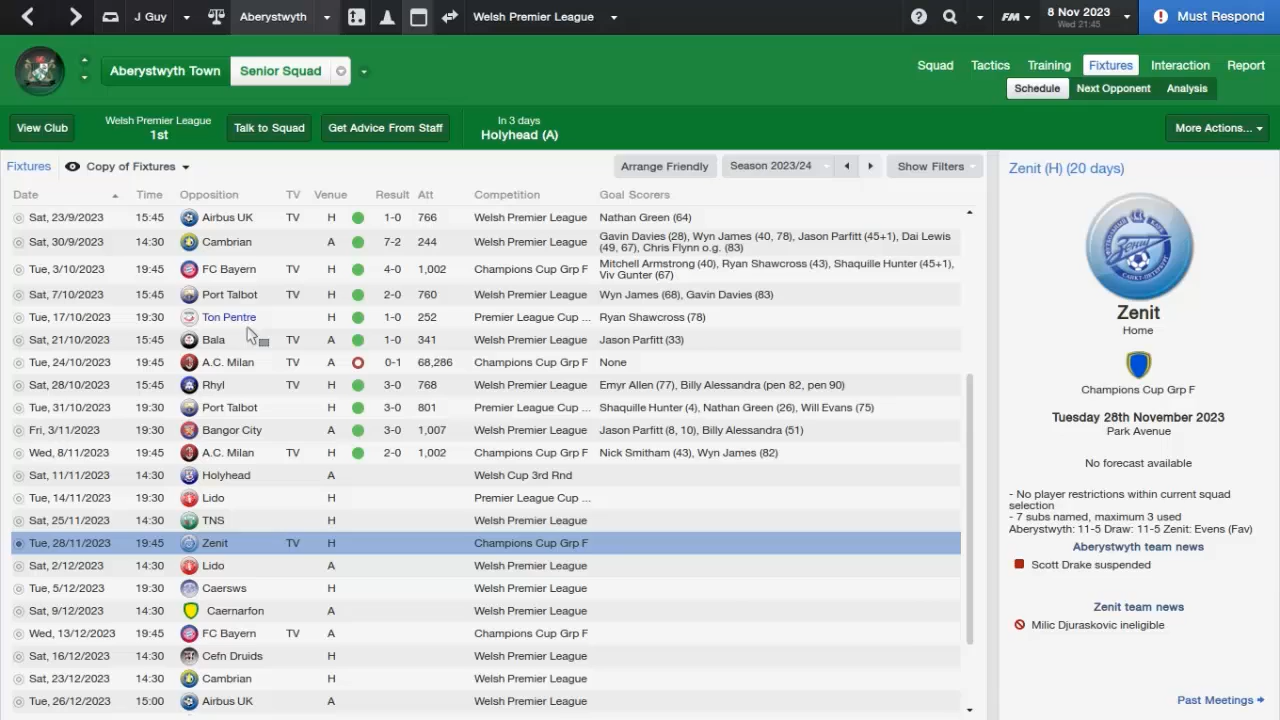 J Guy Aberystwyth Welsh Premier League FM 8 Nov 2023 Must Respond
Wed 21:45
Aberystwyth Town Senior Squad Squad Tactics Training Fixtures Interaction Report
Schedule Next Opponent Analysis
View Club Welsh Premier League 1st Talk to Squad Get Advice From Staff In 3 days Holyhead (A) More Actions...
Fixtures Copy of Fixtures Arrange Friendly Season 2023/24 Show Filters
Date Time Opposition TV Venue Result Att Competition Goal Scorers
Sat, 23/9/2023 15:45 Airbus UK TV H 1-0 766 Welsh Premier League Nathan Green (64)
Sat, 30/9/2023 14:30 Cambrian A 7-2 244 Welsh Premier League Gavin Davies (28), Wyn James (40, 78), Jason Parfitt (45+1), Dai Lewis
(49, 67), Chris Flynn o.g. (83)
Tue, 3/10/2023 19:45 FC Bayern TV H 4-0 1,002 Champions Cup Grp F Mitchell Armstrong (40), Ryan Shawcross (43), Shaquille Hunter (45+1),
Viv Gunter (67)
Sat, 7/10/2023 15:45 Port Talbot TV H 2-0 760 Welsh Premier League Wyn James (68), Gavin Davies (83)
Tue, 17/10/2023 19:30 Ton Pentre H 1-0 252 Premier League Cup ... Ryan Shawcross (78)
Sat, 21/10/2023 15:45 Bala TV A 1-0 341 Welsh Premier League Jason Parfitt (33)
Tue, 24/10/2023 19:45 A.C. Milan TV A 0-1 68,286 Champions Cup Grp F None
Sat, 28/10/2023 15:45 Rhyl TV H 3-0 768 Welsh Premier League Emyr Allen (77), Billy Alessandra (pen 82, pen 90)
Tue, 31/10/2023 19:30 Port Talbot H 3-0 801 Premier League Cup ... Shaquille Hunter (4), Nathan Green (26), Will Evans (75)
Fri, 3/11/2023 19:30 Bangor City A 3-0 1,007 Welsh Premier League Jason Parfitt (8, 10), Billy Alessandra (51)
Wed, 8/11/2023 19:45 A.C. Milan TV H 2-0 1,002 Champions Cup Grp F Nick Smitham (43), Wyn James (82)
Sat, 11/11/2023 14:30 Holyhead A Welsh Cup 3rd Rnd
Tue, 14/11/2023 19:30 Lido H Premier League Cup ...
Sat, 25/11/2023 14:30 TNS H Welsh Premier League
Tue, 28/11/2023 19:45 Zenit TV H Champions Cup Grp F
Sat, 2/12/2023 14:30 Lido A Welsh Premier League
Tue, 5/12/2023 19:30 Caersws H Welsh Premier League
Sat, 9/12/2023 14:30 Caernarfon A Welsh Premier League
Wed, 13/12/2023 19:45 FC Bayern TV A Champions Cup Grp F
Sat, 16/12/2023 14:30 Cefn Druids H Welsh Premier League
Sat, 23/12/2023 14:30 Cambrian H Welsh Premier League
Tue, 26/12/2023 15:00 Airbus UK A Welsh Premier League
Zenit (H) (20 days)
Zenit
Home
Champions Cup Grp F
Tuesday 28th November 2023
Park Avenue
No forecast available
- No player restrictions within current squad
selection
- 7 subs named, maximum 3 used
Aberystwyth: 11-5 Draw: 11-5 Zenit: Evens (Fav)
Aberystwyth team news
Scott Drake suspended
Zenit team news
Milic Djuraskovic ineligible
Past Meetings